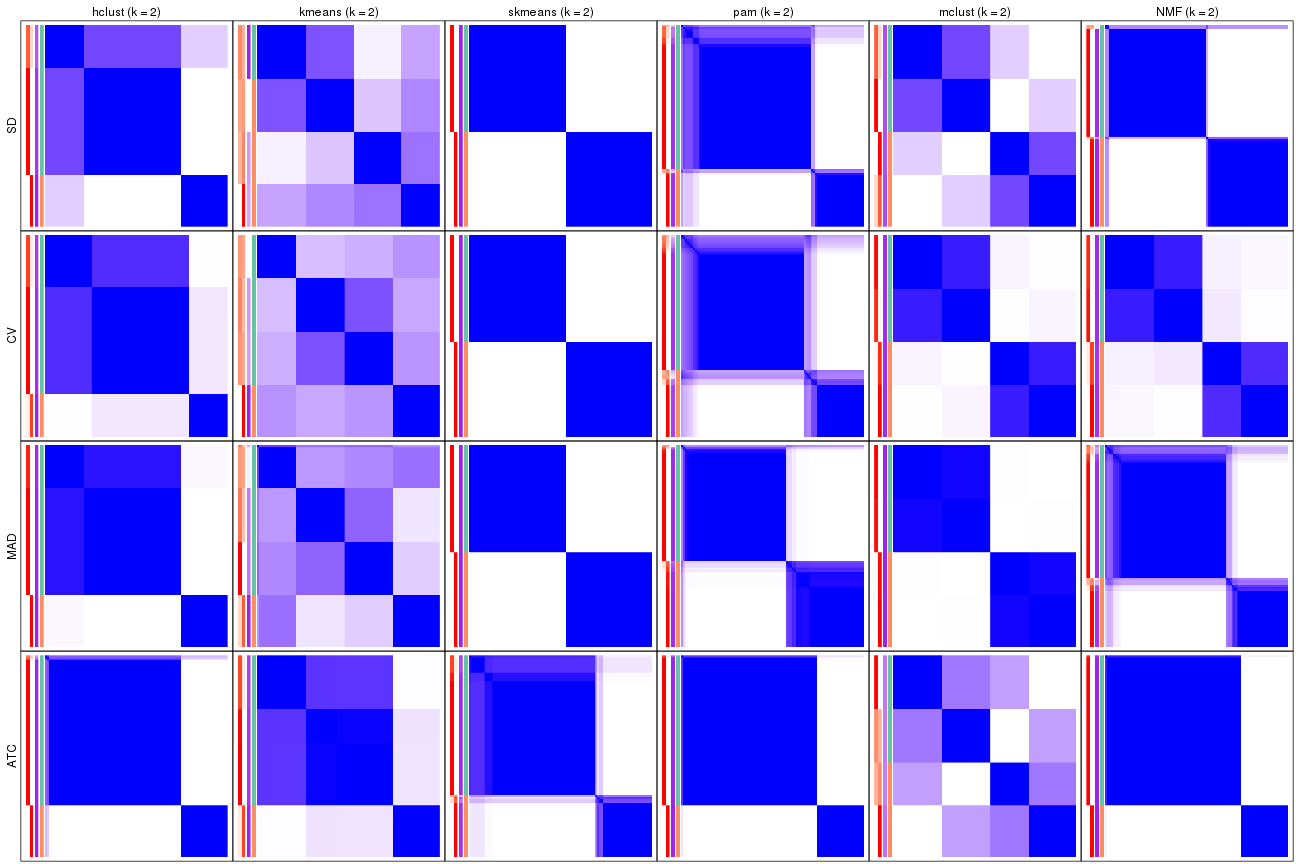 hclust (k = 2) kmeans (k = 2) skmeans (k = 2) pam (k = 2) mclust (k = 2) NMF (k = 2)
SD
CV
MAD
ATC